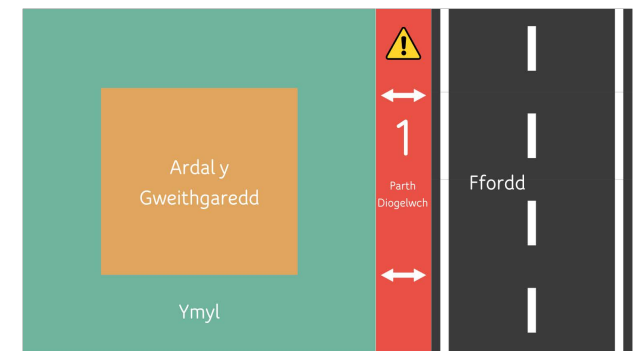 Ardal y
Gweithgaredd
Ymyl
1
Parth
Diogelwch
Ffordd